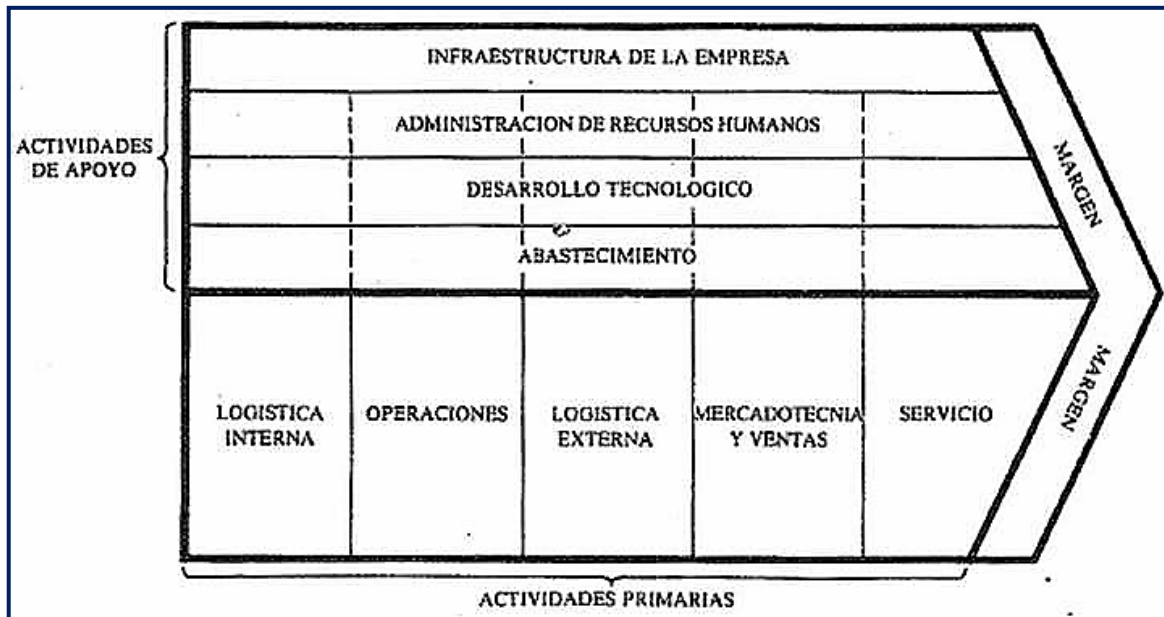 INFRAESTRUCTURA DE LA EMPRESA
ADMINISTRACION DE RECURSOS HUMANOS
ACTIVIDADES
DE APOYO
DESARROLLO TECNOLOGICO
ABASTECIMIENTO
MARGEN
MARGEN
LOGISTICA
INTERNA
OPERACIONES
LOGISTICA
EXTERNA
MERCADOTECNIA
Y VENTAS
SERVICIO
ACTIVIDADES PRIMARIAS